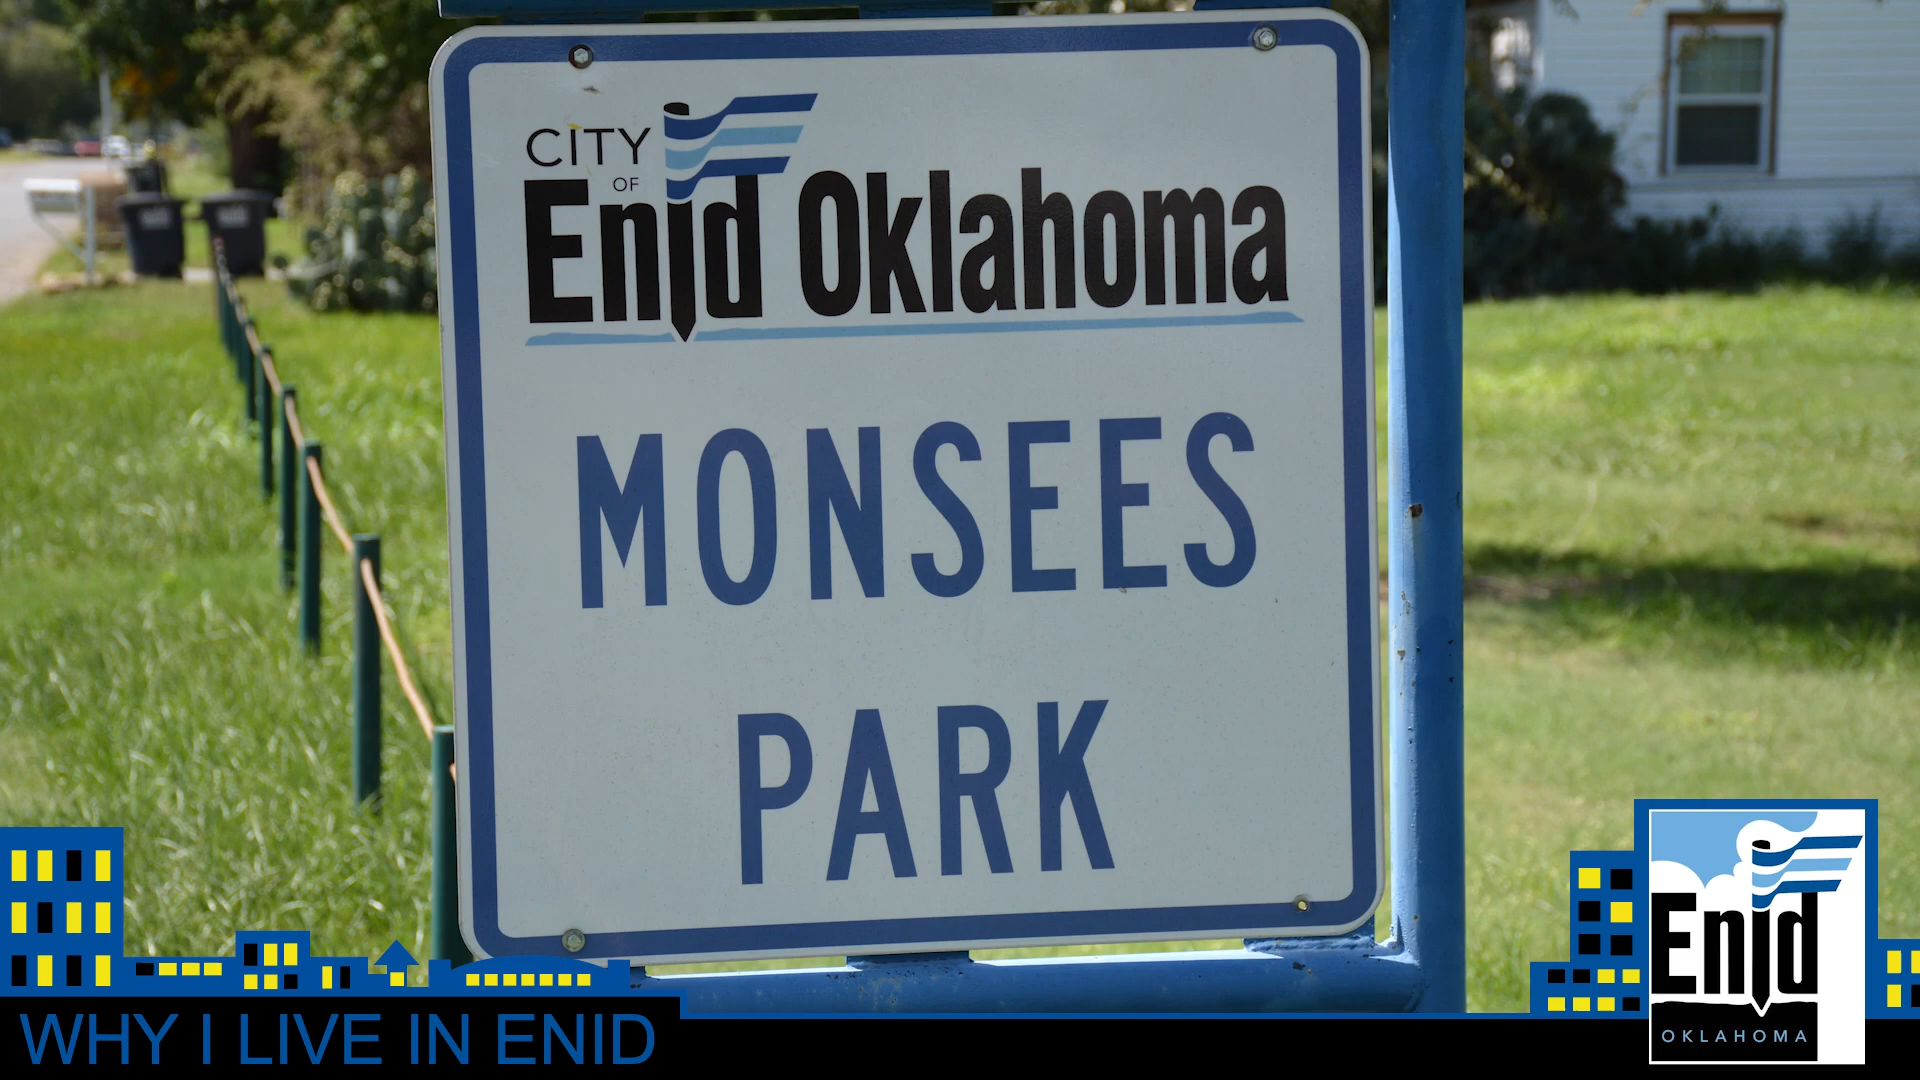 CITY
OF
Enid Oklahoma
MONSEES
PARK
WHY I LIVE IN ENID
Enid
OKLAHOMA